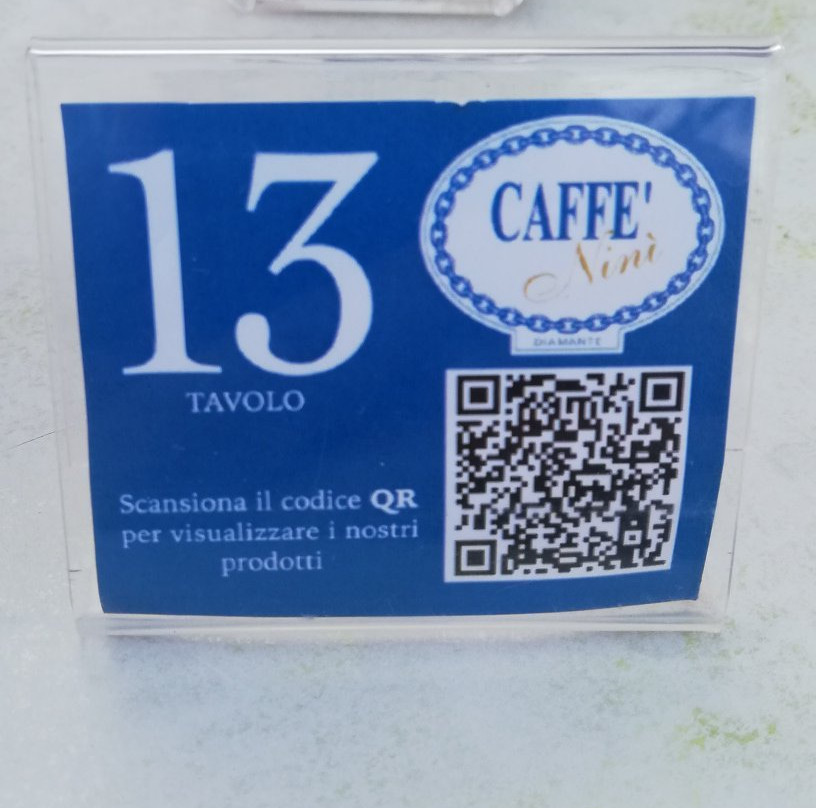 13
TAVOLO
CAFFE'
Ninì
DIAMANTE
Scansiona il codice QR
per visualizzare i nostri
prodotti